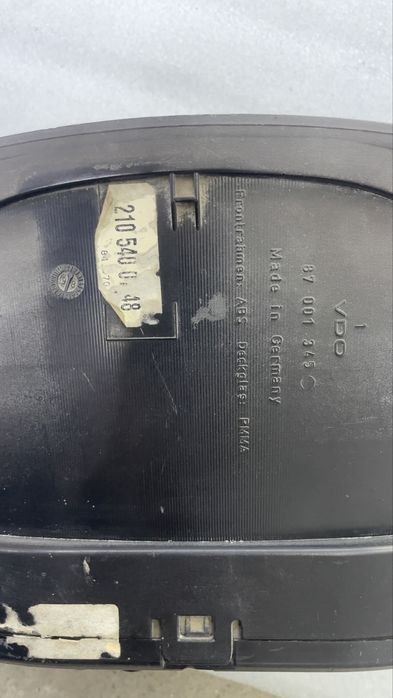 VDO
87 001 345
Made in Germany
Frontrahmen: ABS Deckglas: PMMA
210 540 0, 48